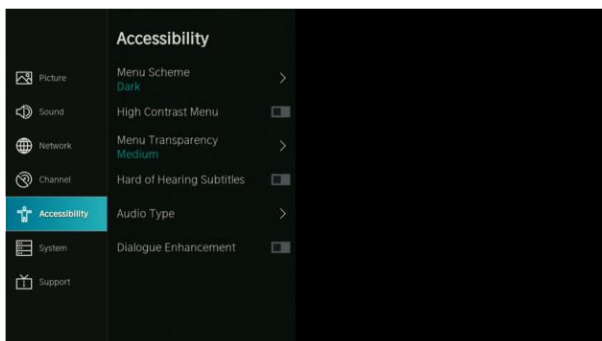 Accessibility
Picture
Sound
Network
Channel
Accessibility
System
Support
Menu Scheme
Dark
High Contrast Menu
Menu Transparency
Medium
Hard of Hearing Subtitles
Audio Type
Dialogue Enhancement